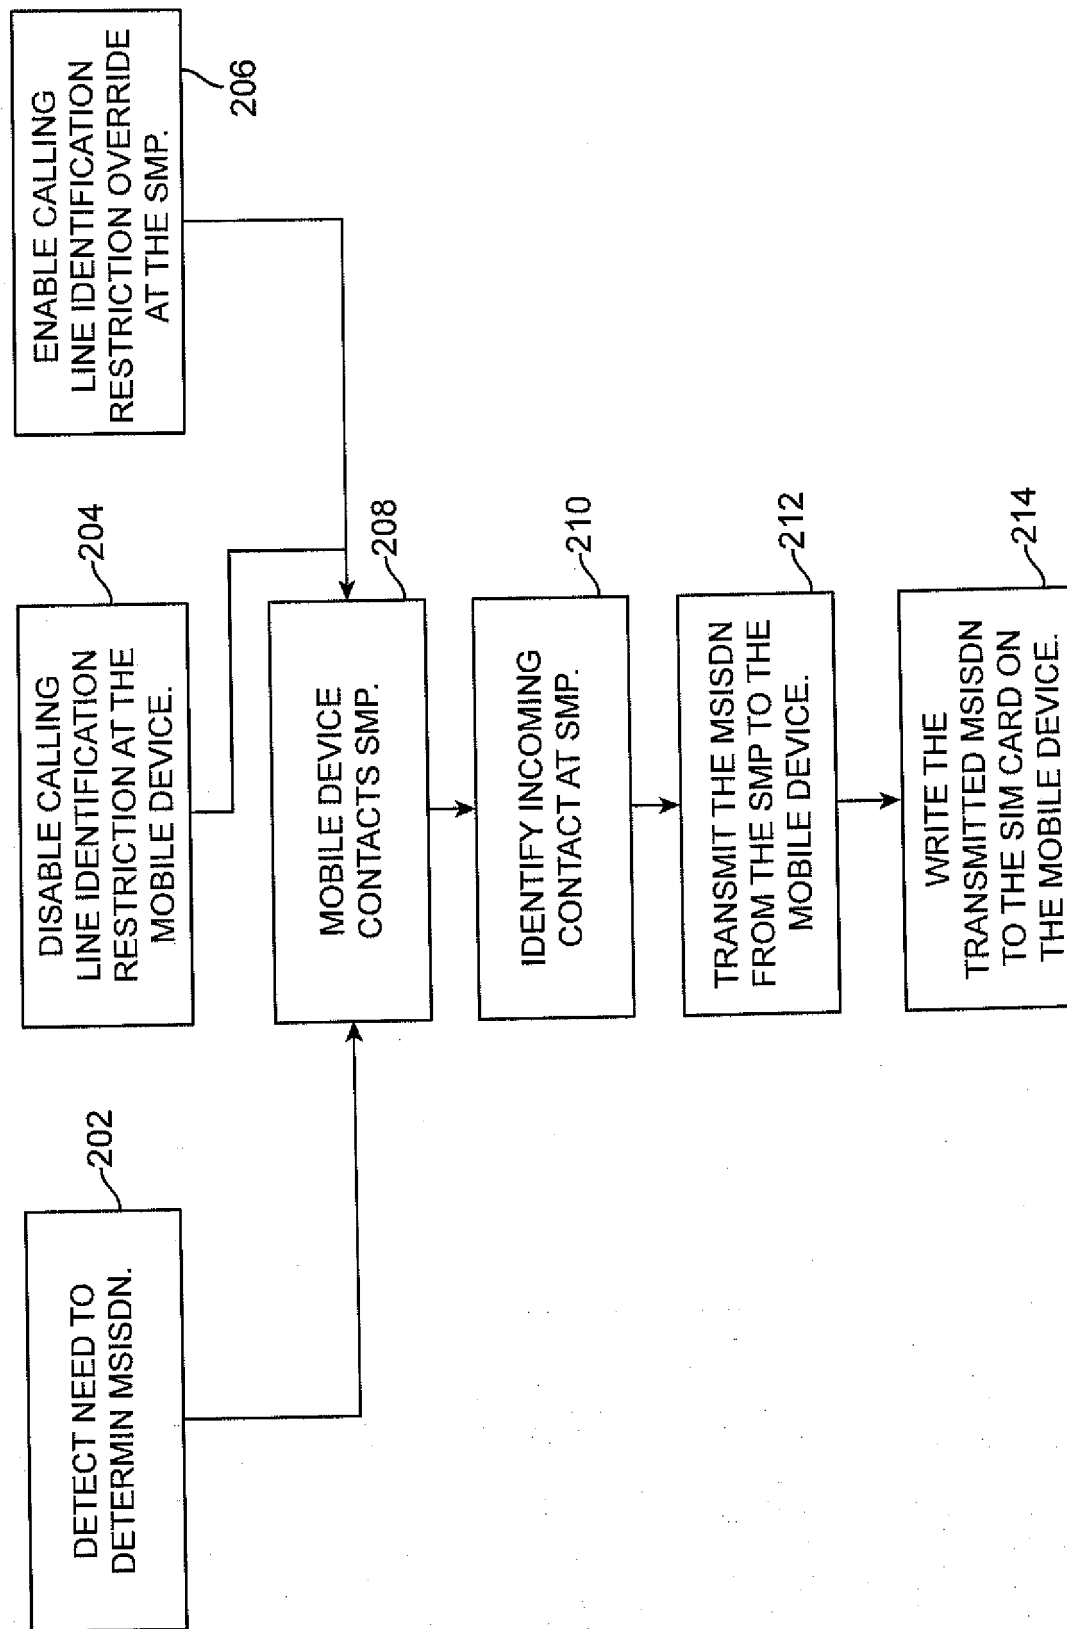 DETECT NEED TO
DETERMIN MSISDN.
202
DISABLE CALLING
LINE IDENTIFICATION
RESTRICTION AT THE
MOBILE DEVICE.
204
ENABLE CALLING
LINE IDENTIFICATION
RESTRICTION OVERRIDE
AT THE SMP.
206
MOBILE DEVICE
CONTACTS SMP.
208
IDENTIFY INCOMING
CONTACT AT SMP.
210
TRANSMIT THE MSISDN
FROM THE SMP TO THE
MOBILE DEVICE.
212
WRITE THE
TRANSMITTED MSISDN
TO THE SIM CARD ON
THE MOBILE DEVICE.
214